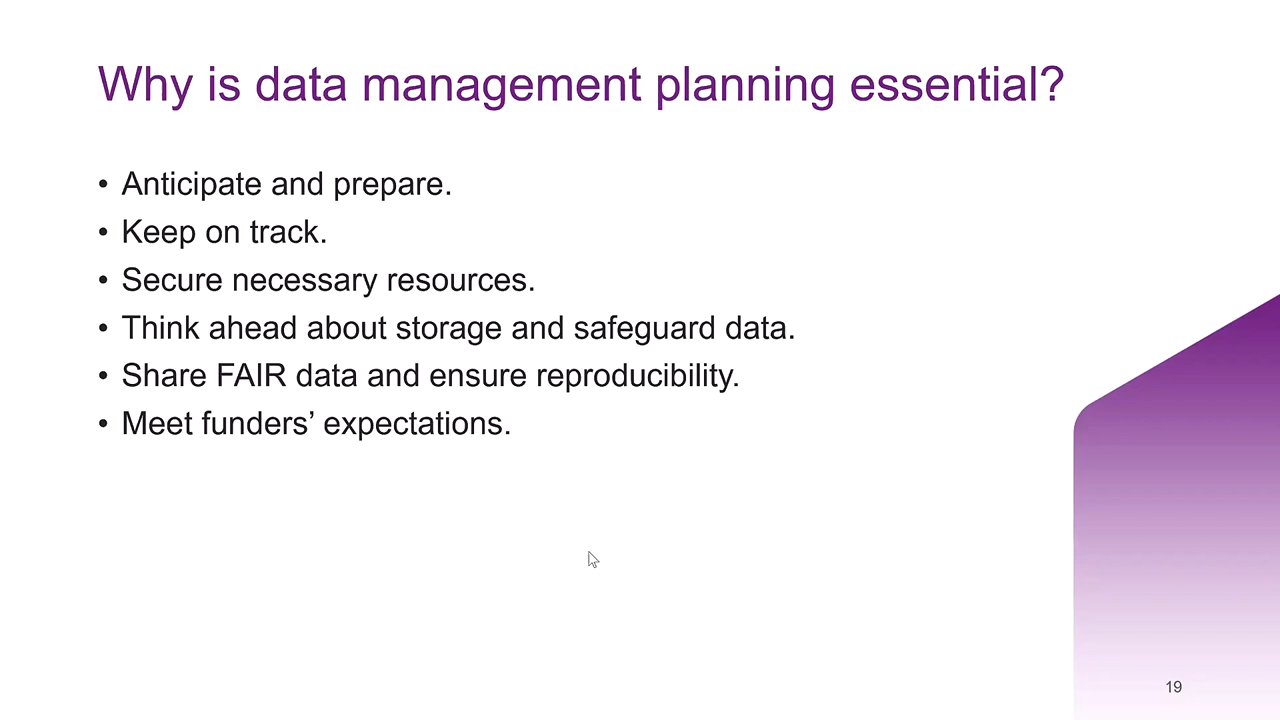 Why is data management planning essential?
• Anticipate and prepare.
• Keep on track.
• Secure necessary resources.
• Think ahead about storage and safeguard data.
• Share FAIR data and ensure reproducibility.
• Meet funders’ expectations.
19